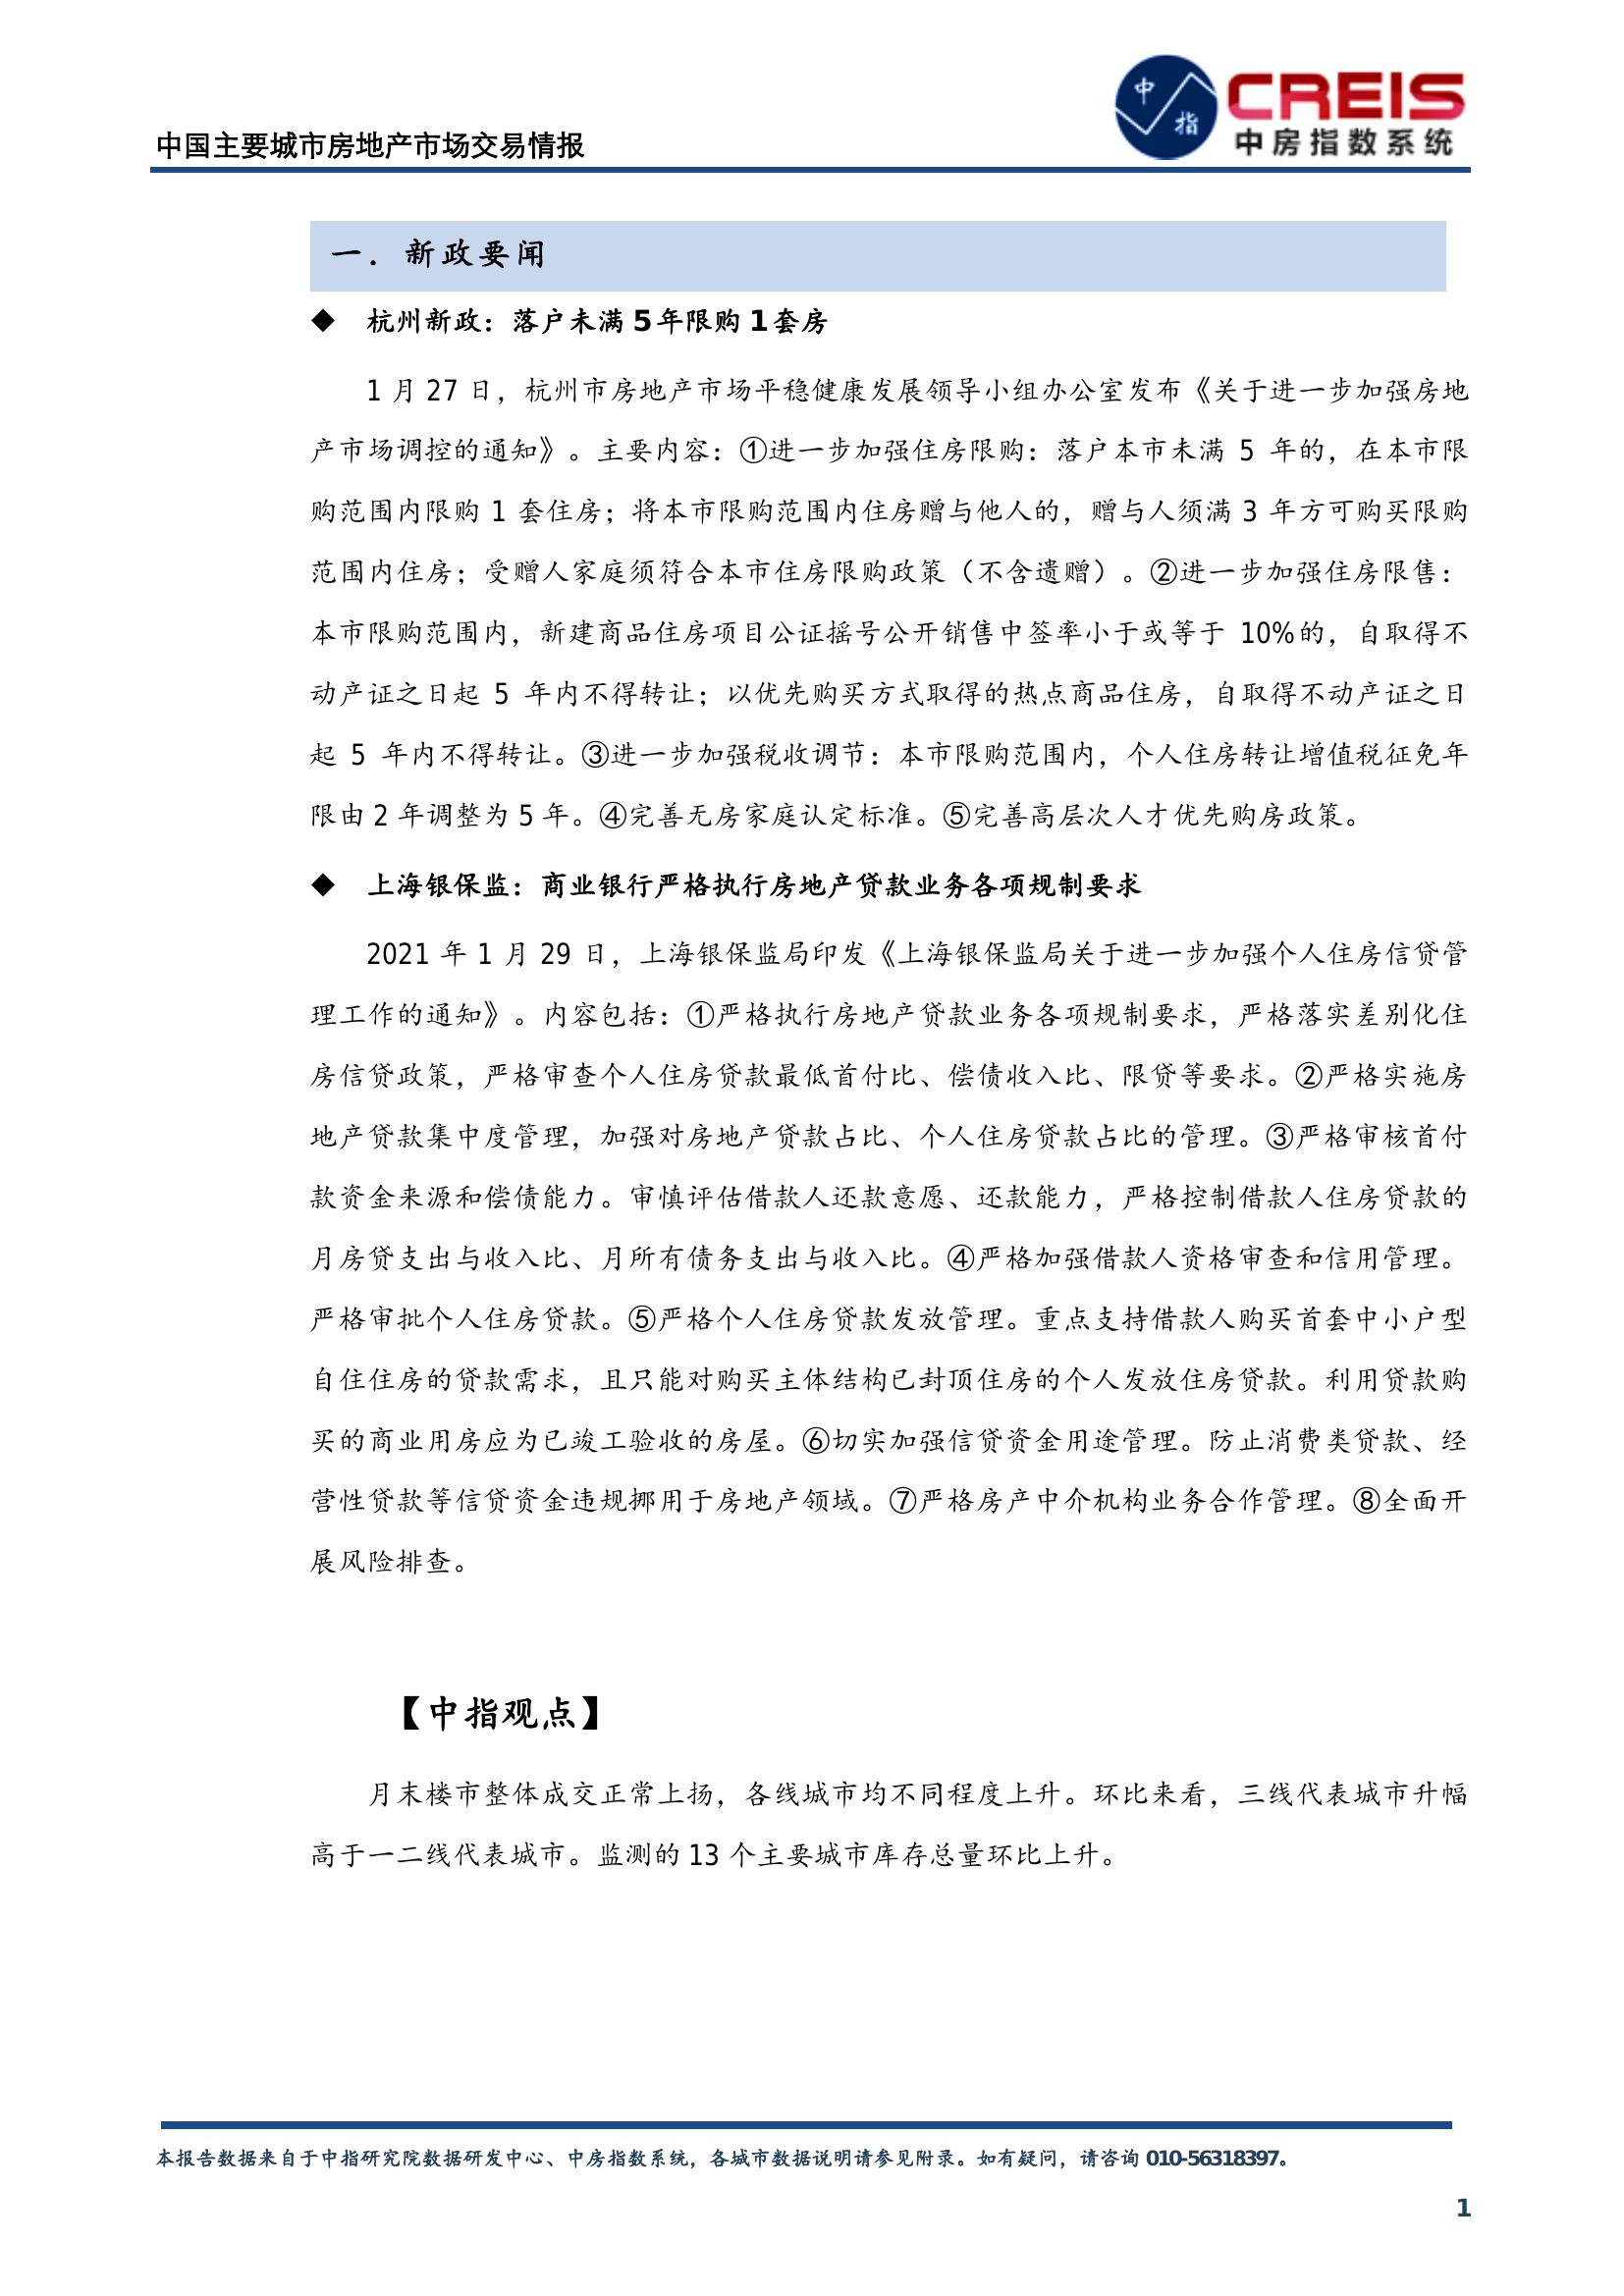 中国主要城市房地产市场交易情报
中 指
CREIS
中房指数系统
一．新政要闻
◆ 杭州新政：落户未满 5 年限购 1 套房
1 月 27 日，杭州市房地产市场平稳健康发展领导小组办公室发布《关于进一步加强房地
产市场调控的通知》。主要内容：①进一步加强住房限购：落户本市未满 5 年的，在本市限
购范围内限购 1 套住房；将本市限购范围内住房赠与他人的，赠与人须满 3 年方可购买限购
范围内住房；受赠人家庭须符合本市住房限购政策（不含遗赠）。②进一步加强住房限售：
本市限购范围内，新建商品住房项目公证摇号公开销售中签率小于或等于 10%的，自取得不
动产证之日起 5 年内不得转让；以优先购买方式取得的热点商品住房，自取得不动产证之日
起 5 年内不得转让。③进一步加强税收调节：本市限购范围内，个人住房转让增值税征免年
限由 2 年调整为 5 年。④完善无房家庭认定标准。⑤完善高层次人才优先购房政策。
◆ 上海银保监：商业银行严格执行房地产贷款业务各项规制要求
2021 年 1 月 29 日，上海银保监局印发《上海银保监局关于进一步加强个人住房信贷管
理工作的通知》。内容包括：①严格执行房地产贷款业务各项规制要求，严格落实差别化住
房信贷政策，严格审查个人住房贷款最低首付比、偿债收入比、限贷等要求。②严格实施房
地产贷款集中度管理，加强对房地产贷款占比、个人住房贷款占比的管理。③严格审核首付
款资金来源和偿债能力。审慎评估借款人还款意愿、还款能力，严格控制借款人住房贷款的
月房贷支出与收入比、月所有债务支出与收入比。④严格加强借款人资格审查和信用管理。
严格审批个人住房贷款。⑤严格个人住房贷款发放管理。重点支持借款人购买首套中小户型
自住住房的贷款需求，且只能对购买主体结构已封顶住房的个人发放住房贷款。利用贷款购
买的商业用房应为已竣工验收的房屋。⑥切实加强信贷资金用途管理。防止消费类贷款、经
营性贷款等信贷资金违规挪用于房地产领域。⑦严格房产中介机构业务合作管理。⑧全面开
展风险排查。
【中指观点】
月末楼市整体成交正常上扬，各线城市均不同程度上升。环比来看，三线代表城市升幅
高于一二线代表城市。监测的 13 个主要城市库存总量环比上升。
本报告数据来自于中指研究院数据研发中心、中房指数系统，各城市数据说明请参见附录。如有疑问，请咨询 010-56318397。
1